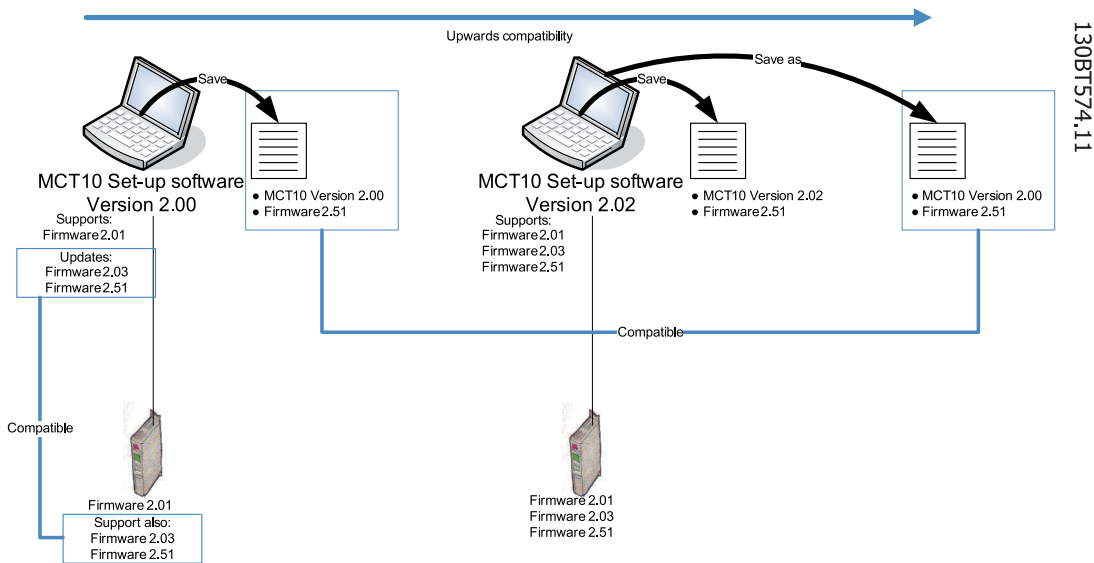 Upwards compatibility
130BT574.11
Save
Save
Save as
MCT10 Set-up software
Version 2.00
Supports:
Firmware 2.01
Updates:
Firmware 2.03
Firmware 2.51
• MCT10 Version 2.00
• Firmware 2.51
MCT10 Set-up software
Version 2.02
Supports:
Firmware 2.01
Firmware 2.03
Firmware 2.51
• MCT10 Version 2.02
• Firmware 2.51
• MCT10 Version 2.00
• Firmware 2.51
Compatible
Compatible
Firmware 2.01
Support also:
Firmware 2.03
Firmware 2.51
Firmware 2.01
Firmware 2.03
Firmware 2.51